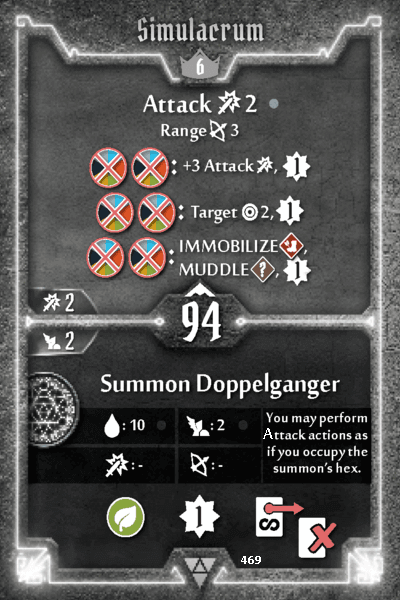 Simulacrum
6
Attack 2
Range 3
: +3 Attack , 1
: Target 2, 1
: IMMOBILIZE ,
MUDDLE ? , 1
2
94
2
Summon Doppelganger
: 10
: 2
: -
: -
You may perform
Attack actions as
if you occupy the
summon's hex.
1
S
X
469